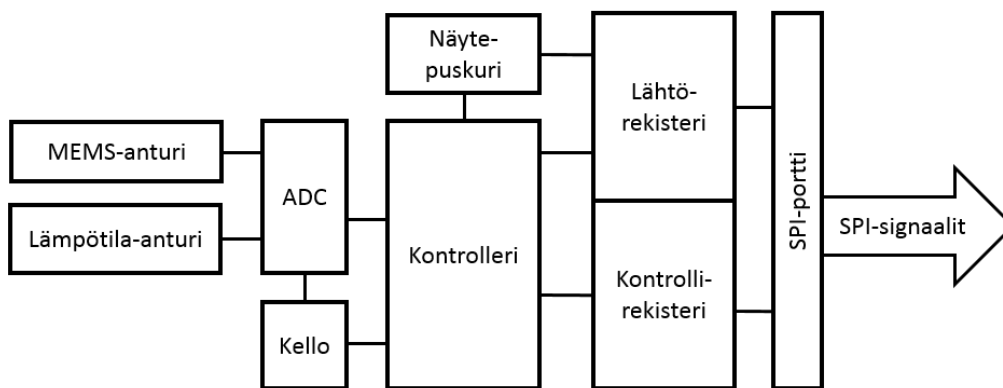 Näyte-
puskuri
Lähtö-
rekisteri
MEMS-anturi
ADC
Lämpötila-anturi
Kontrolleri
Kontrolli-
rekisteri
Kello
SPI-portti
SPI-signaalit